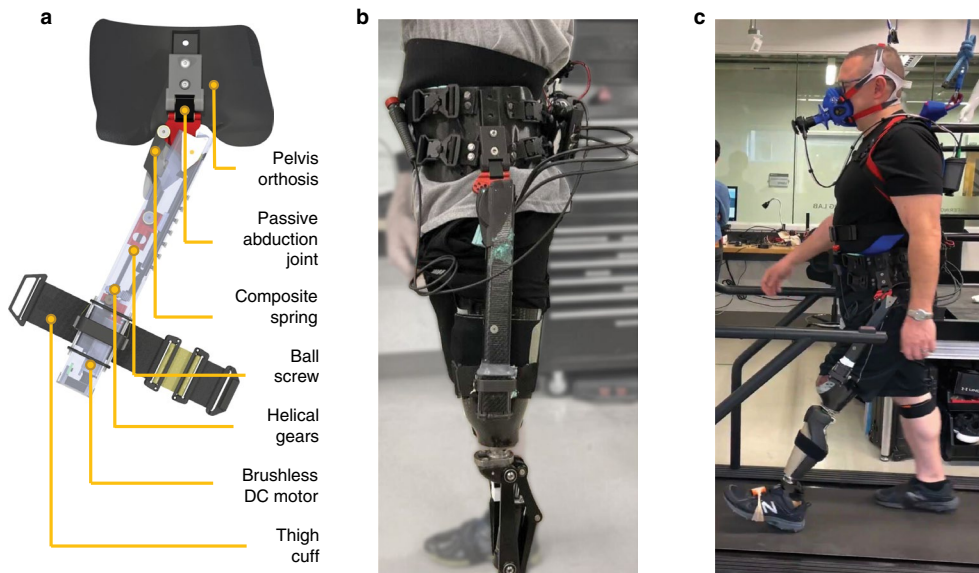 a
b
c
Pelvis
orthosis
Passive
abduction
joint
Composite
spring
Ball
screw
Helical
gears
Brushless
DC motor
Thigh
cuff
N